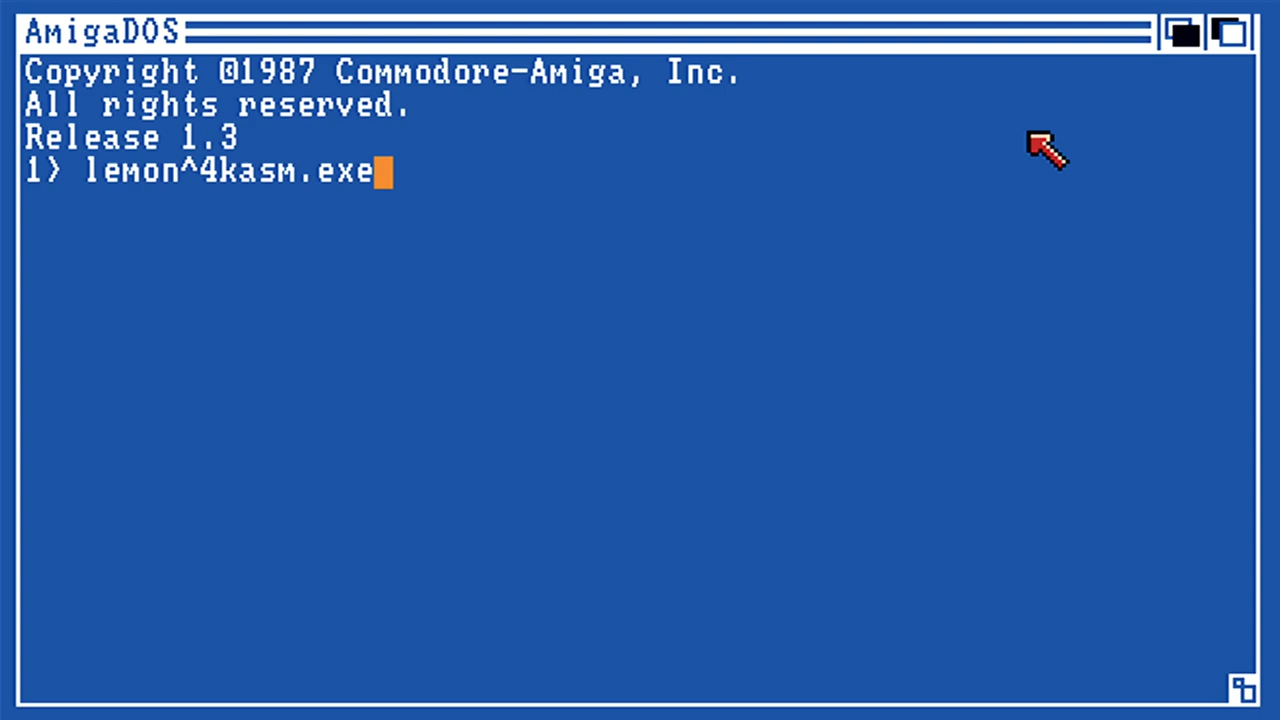 AmigaDOS
Copyright ©1987 Commodore-Amiga, Inc.
All rights reserved.
Release 1.3
1> lemon^4kasm.exe